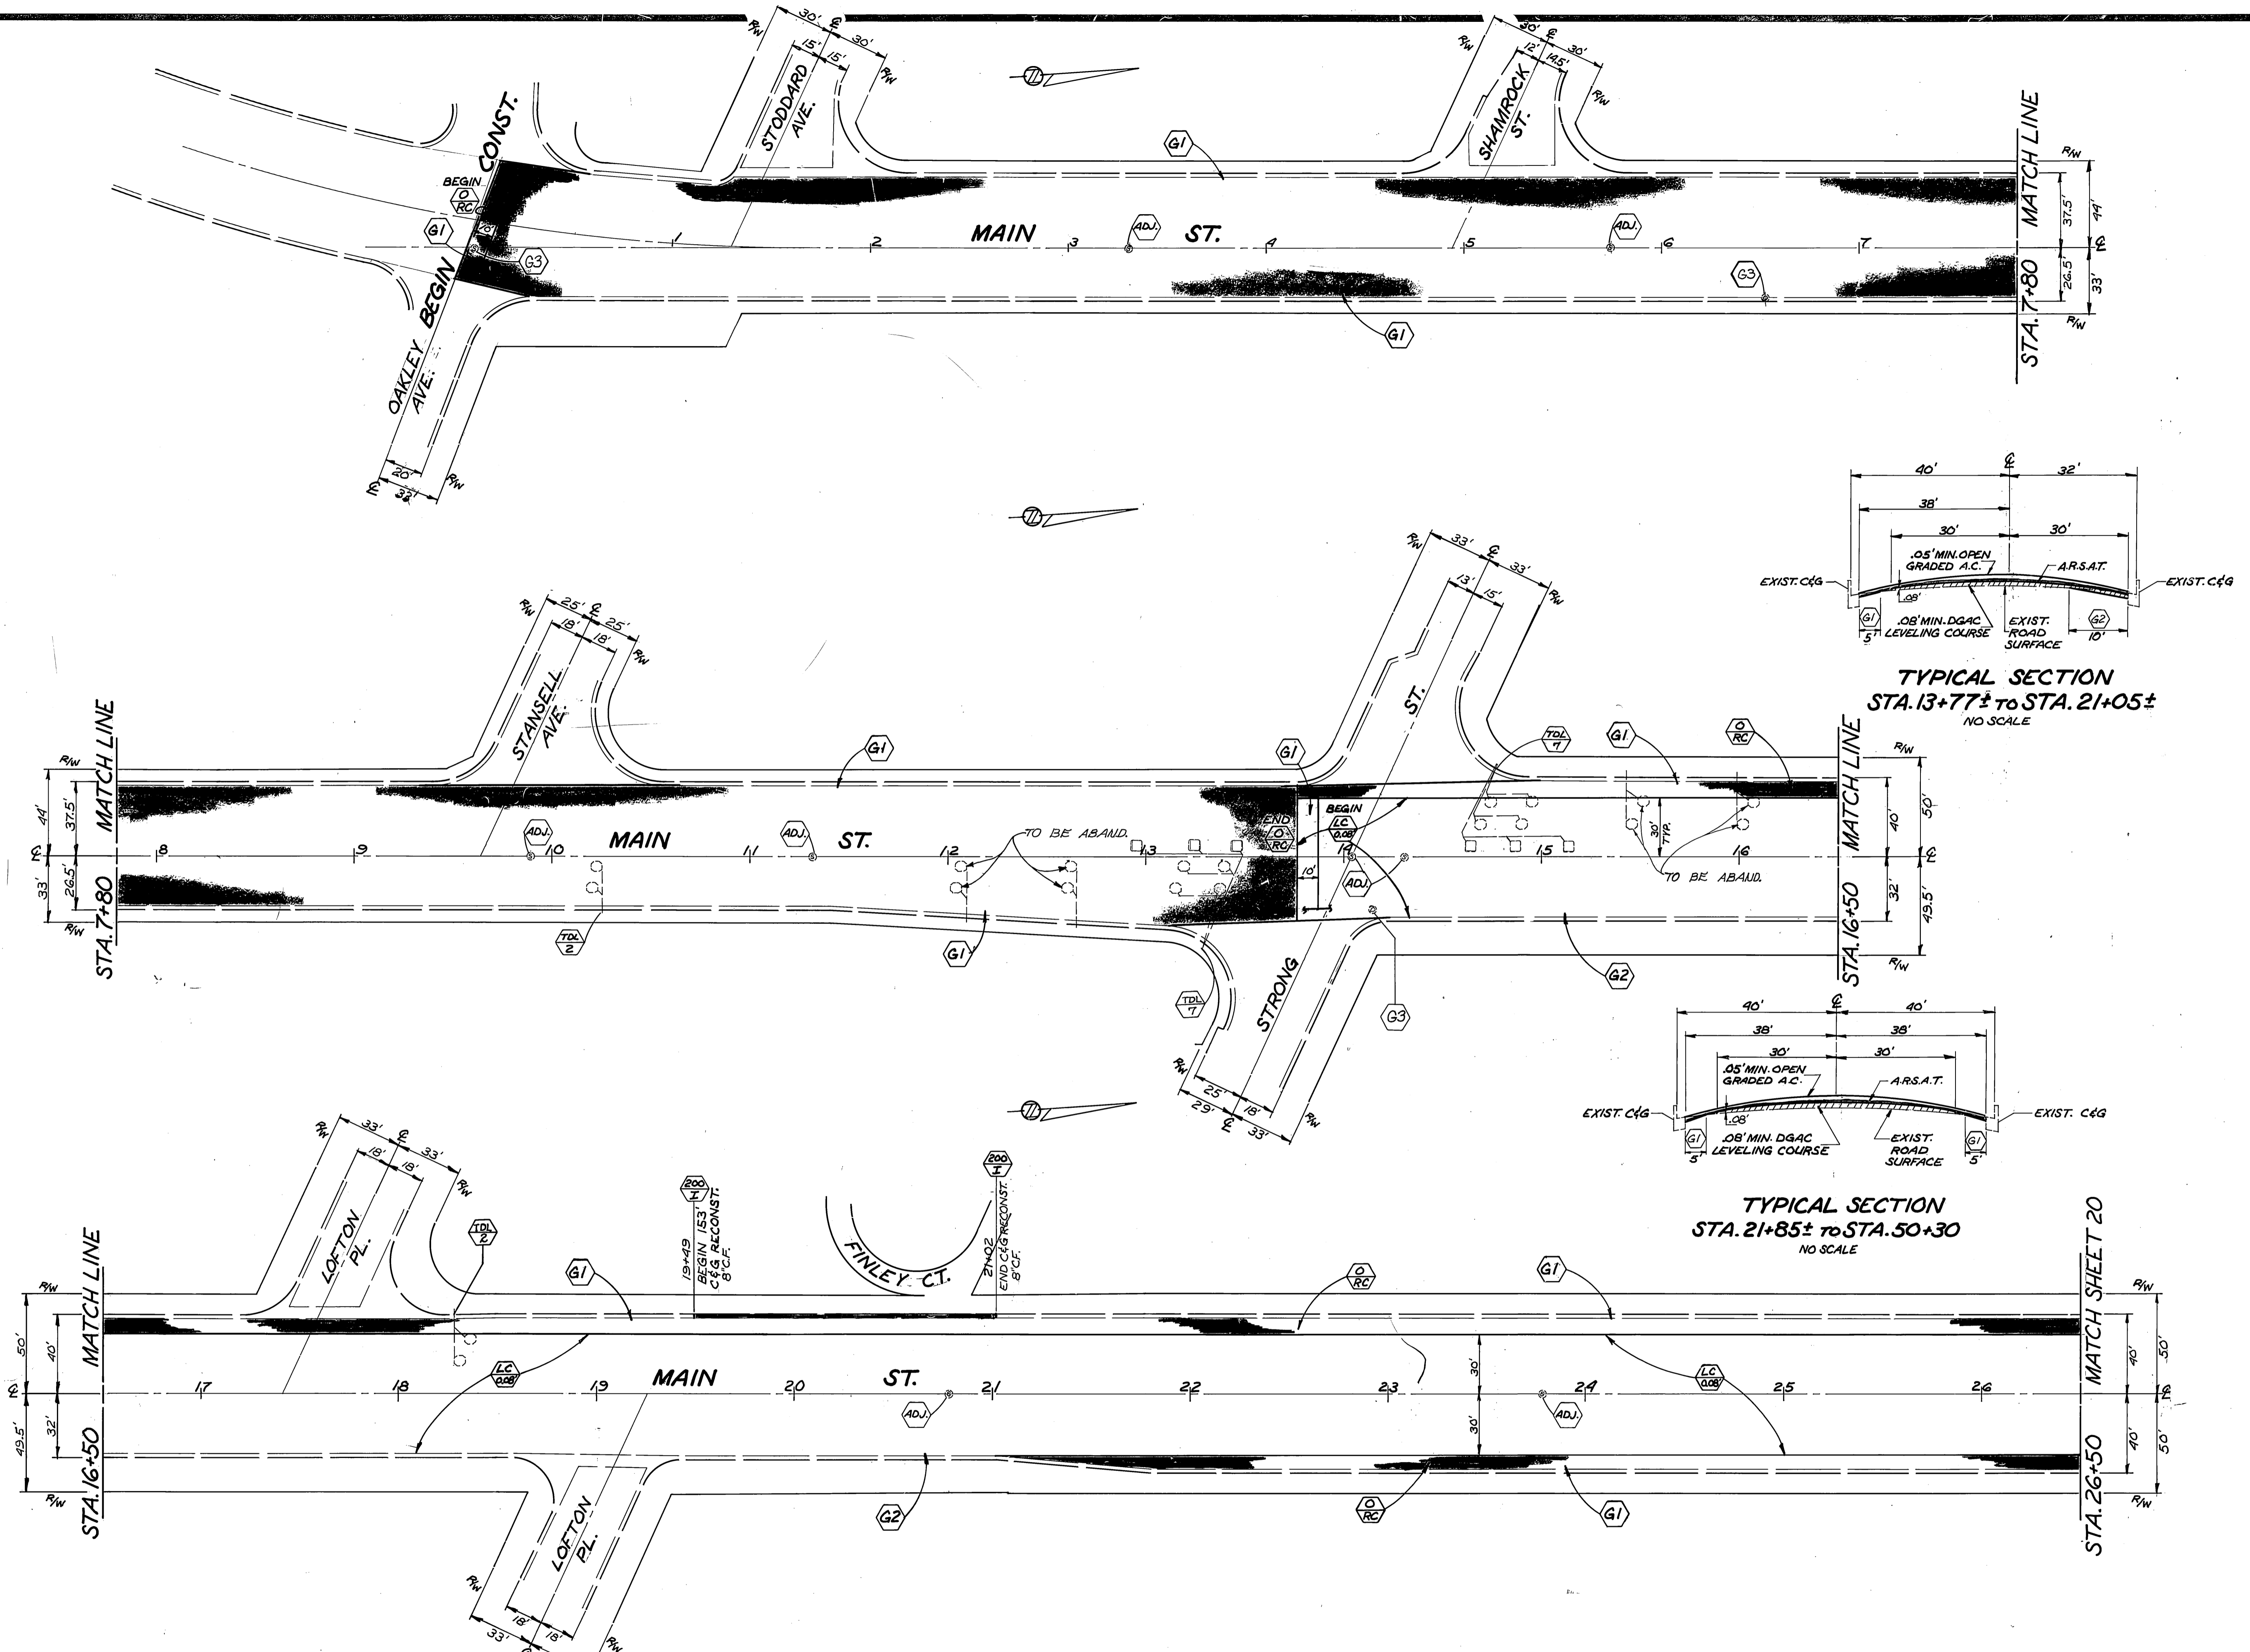 30'
℄
30'
R/W
R/W
15'
15'
STODDARD
AVE.
30'
℄
30'
R/W
R/W
12'
14.5'
SHAMROCK
ST.
CONST.
BEGIN
O
RC
G1
10'
G3
BEGIN
OAKLEY
AVE.
20'
32'
℄
R/W
1
2
MAIN
3
ADJ.
ST.
4
5
ADJ.
6
7
G1
G1
G3
MATCH LINE
STA. 7+80
R/W
37.5'
44'
℄
26.5'
33'
R/W
40'
℄
32'
38'
30'
30'
.05' MIN. OPEN
GRADED A.C.
A.R.S.A.T.
EXIST. C&G
EXIST. C&G
.08'
G1
5'
.08' MIN. DGAC
LEVELING COURSE
EXIST.
ROAD
SURFACE
G2
10'
TYPICAL SECTION
STA. 13+77± TO STA. 21+05±
NO SCALE
MATCH LINE
STA. 7+80
R/W
44'
37.5'
℄
33'
26.5'
R/W
25'
℄
25'
R/W
R/W
18'
18'
STANSELL
AVE.
G1
8
9
ADJ.
10
MAIN
11
ADJ.
ST.
12
TO BE ABAND.
13
TDL
2
G1
TDL
7
G1
END
O
RC
BEGIN
LC
0.08'
10'
14
ADJ.
G3
33'
℄
33'
R/W
R/W
13'
15'
ST.
STRONG
25'
18'
29'
33'
℄
R/W
R/W
TDL
7
G1
O
RC
30'
TYP.
15
16
TO BE ABAND.
G2
MATCH LINE
STA. 16+50
R/W
40'
50'
℄
32'
49.5'
R/W
40'
℄
40'
38'
38'
30'
30'
.05' MIN. OPEN
GRADED A.C.
A.R.S.A.T.
EXIST. C&G
EXIST. C&G
.08'
G1
5'
.08' MIN. DGAC
LEVELING COURSE
EXIST.
ROAD
SURFACE
G1
5'
TYPICAL SECTION
STA. 21+85± TO STA. 50+30
NO SCALE
MATCH LINE
STA. 16+50
R/W
50'
40'
℄
49.5'
32'
R/W
33'
℄
33'
R/W
R/W
18'
18'
LOFTON
PL.
TDL
2
G1
200
I
19+49
BEGIN 153'
C&G RECONST.
8" C.F.
FINLEY CT.
200
I
21+02
END C&G RECONST.
8" C.F.
O
RC
G1
17
18
LC
0.08'
19
MAIN
20
ST.
ADJ.
21
22
23
30'
30'
ADJ.
24
LC
0.08'
25
26
G2
O
RC
G1
LOFTON
PL.
18'
18'
33'
R/W
R/W
MATCH SHEET 20
STA. 26+50
R/W
40'
50'
℄
40'
50'
R/W